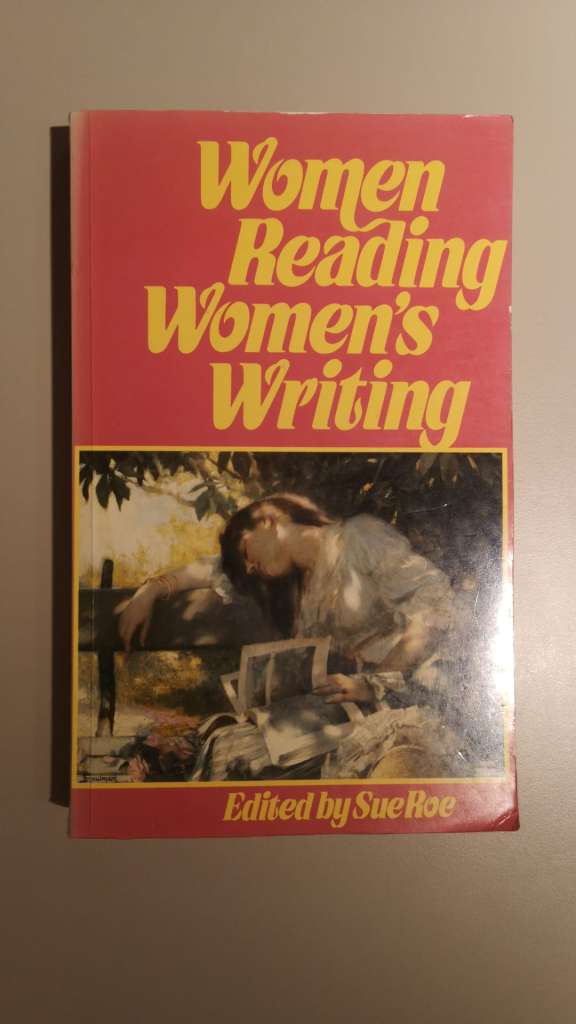 Women
Reading
Women's
Writing
Edited by Sue Roe